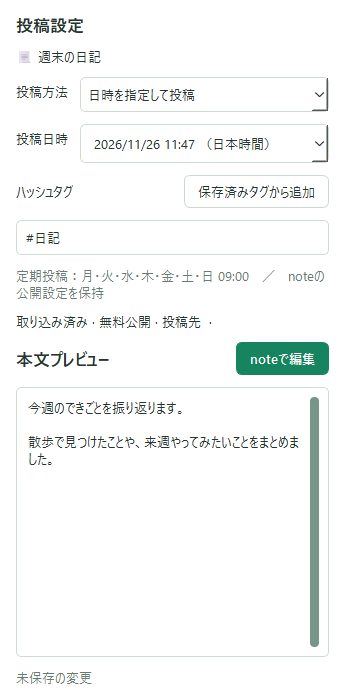 投稿設定
週末の日記
投稿方法
日時を指定して投稿
投稿日時
2026/11/26 11:47 （日本時間）
ハッシュタグ
保存済みタグから追加
#日記
定期投稿：月・火・水・木・金・土・日 09:00 ／ noteの
公開設定を保持
取り込み済み · 無料公開 · 投稿先 ·
本文プレビュー
noteで編集
今週のできごとを振り返ります。
散歩で見つけたことや、来週やってみたいことをまとめま
した。
未保存の変更